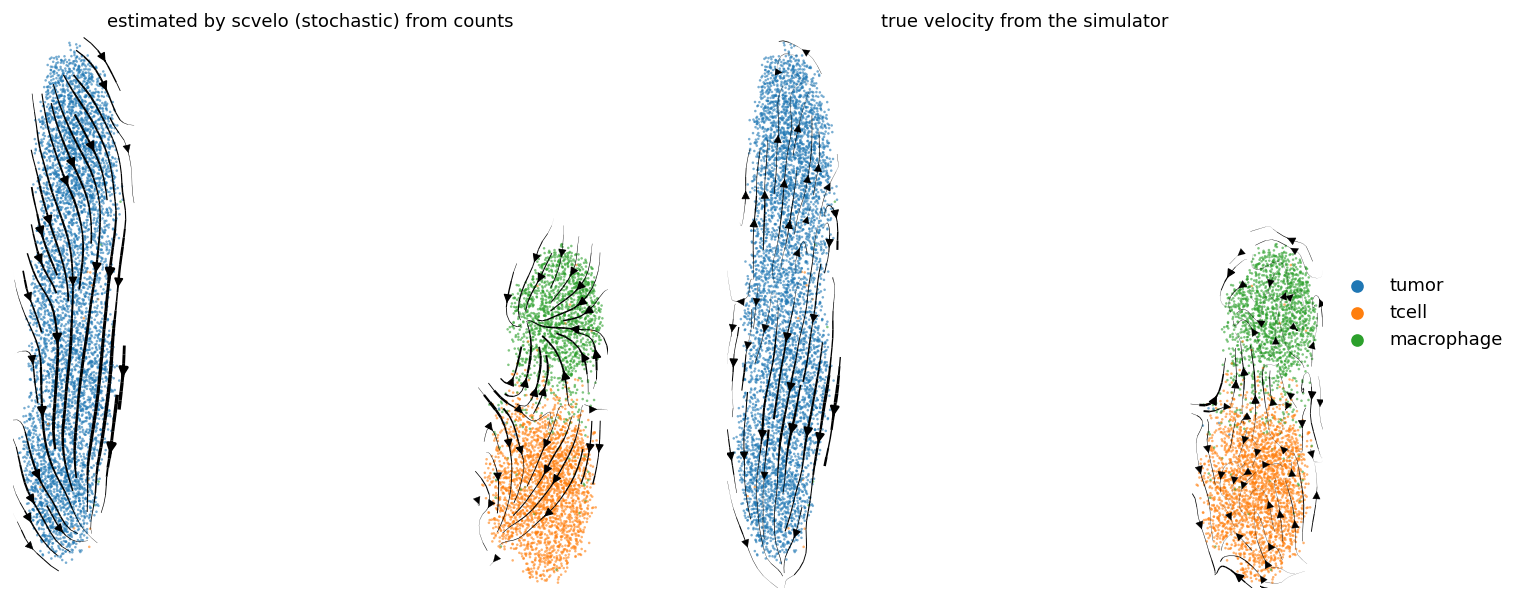 estimated by scvelo (stochastic) from counts
true velocity from the simulator
tumor
tcell
macrophage